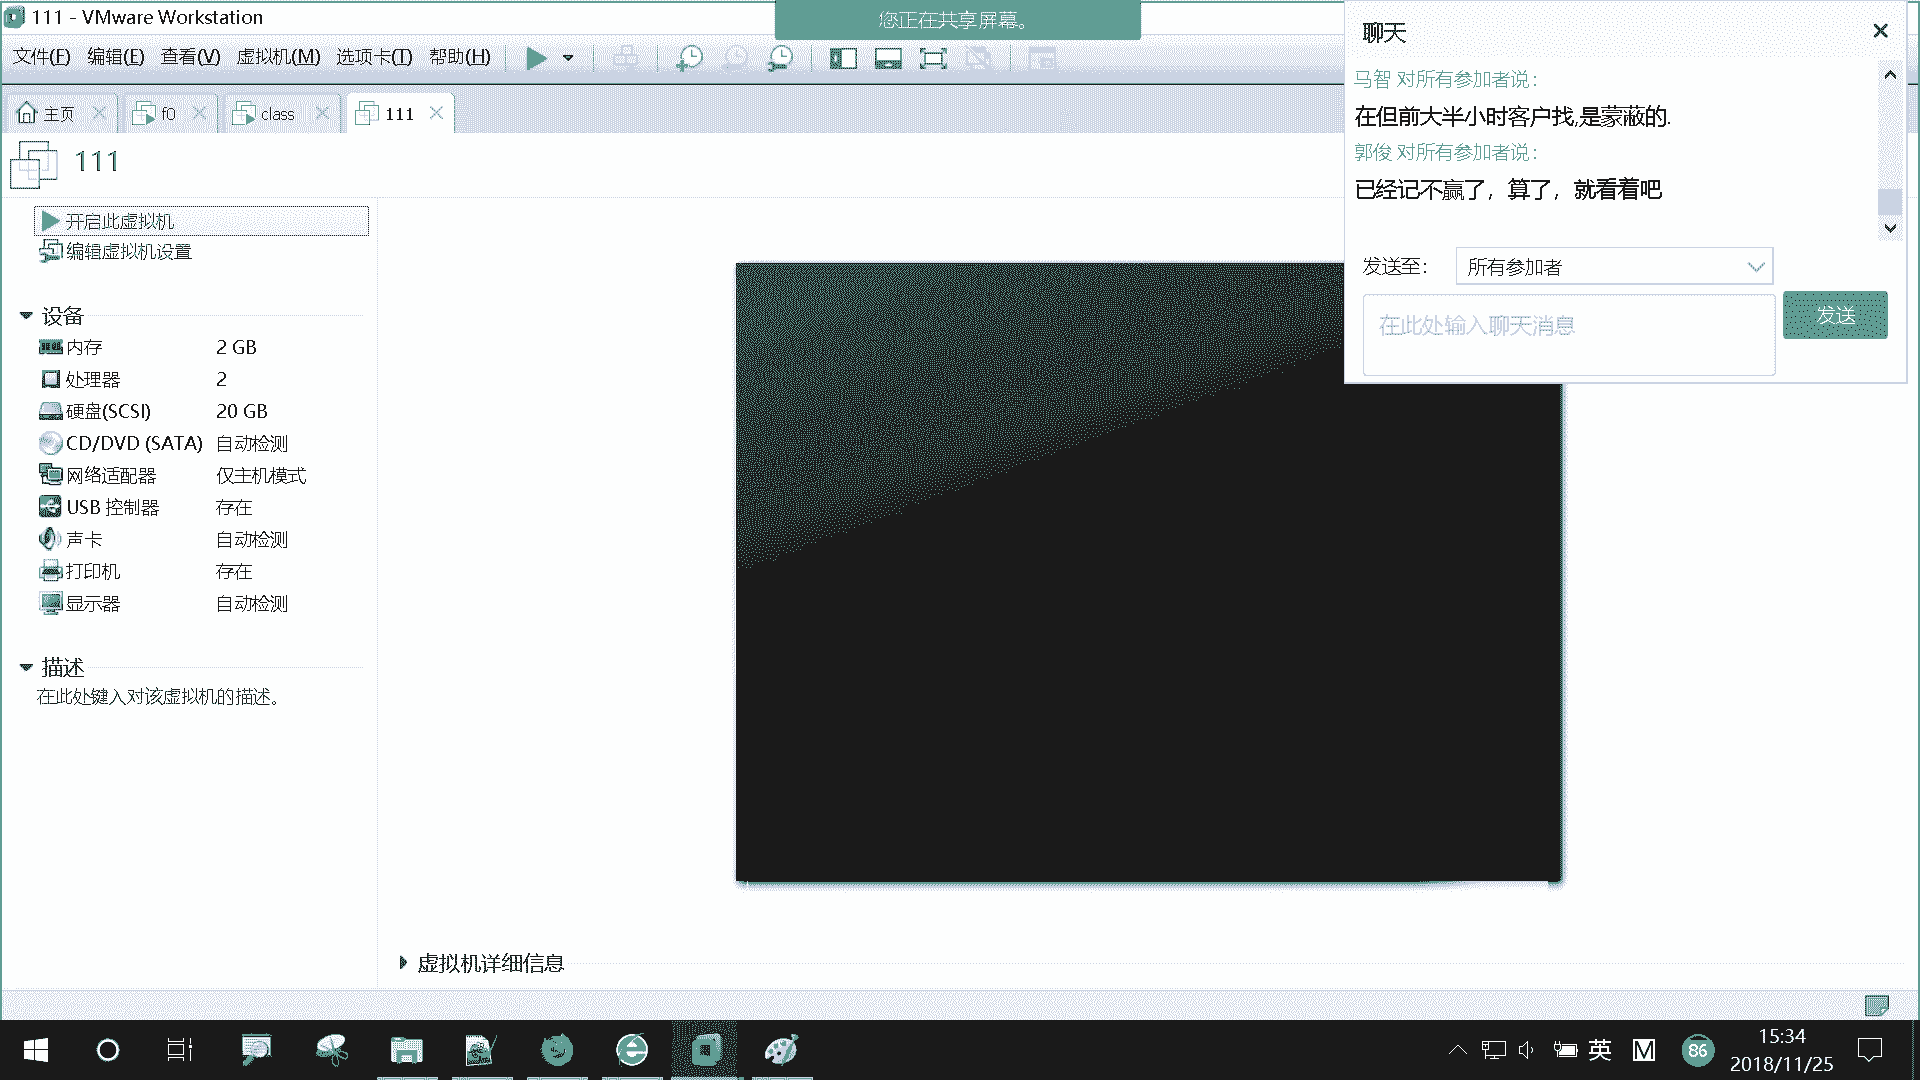 111 - VMware Workstation
您正在共享屏幕。
文件(F) 编辑(E) 查看(V) 虚拟机(M) 选项卡(T) 帮助(H)
主页 f0 class 111
111
开启此虚拟机
编辑虚拟机设置
设备
内存 2 GB
处理器 2
硬盘(SCSI) 20 GB
CD/DVD (SATA) 自动检测
网络适配器 仅主机模式
USB 控制器 存在
声卡 自动检测
打印机 存在
显示器 自动检测
描述
在此处键入对该虚拟机的描述。
虚拟机详细信息
聊天
马智 对所有参加者说：
在但前大半小时客户找,是蒙蔽的.
郭俊 对所有参加者说：
已经记不赢了，算了，就看着吧
发送至： 所有参加者
在此处输入聊天消息
发送
英 M 86
15:34
2018/11/25